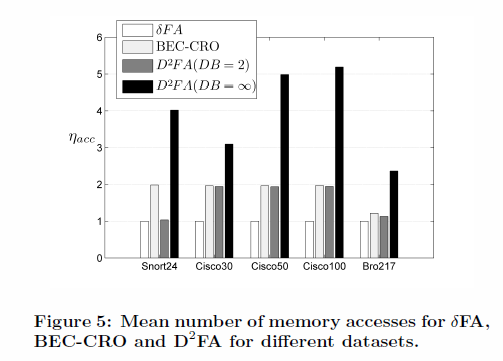 δFA
BEC-CRO
D²FA(DB = 2)
D²FA(DB = ∞)
6
5
4
3
2
1
0
η_acc
Snort24 Cisco30 Cisco50 Cisco100 Bro217
Figure 5: Mean number of memory accesses for δFA,
BEC-CRO and D²FA for different datasets.